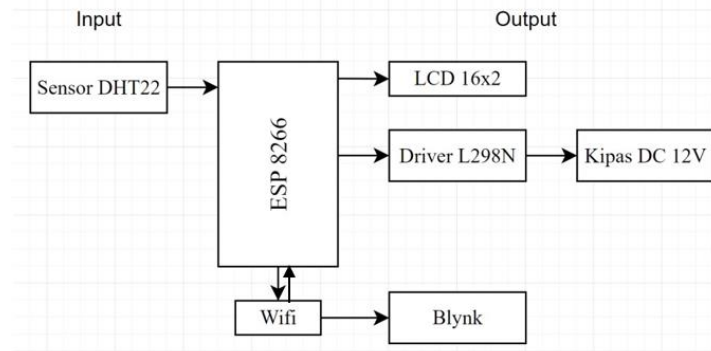 Input
Output
Sensor DHT22
ESP 8266
LCD 16x2
Driver L298N
Kipas DC 12V
Wifi
Blynk